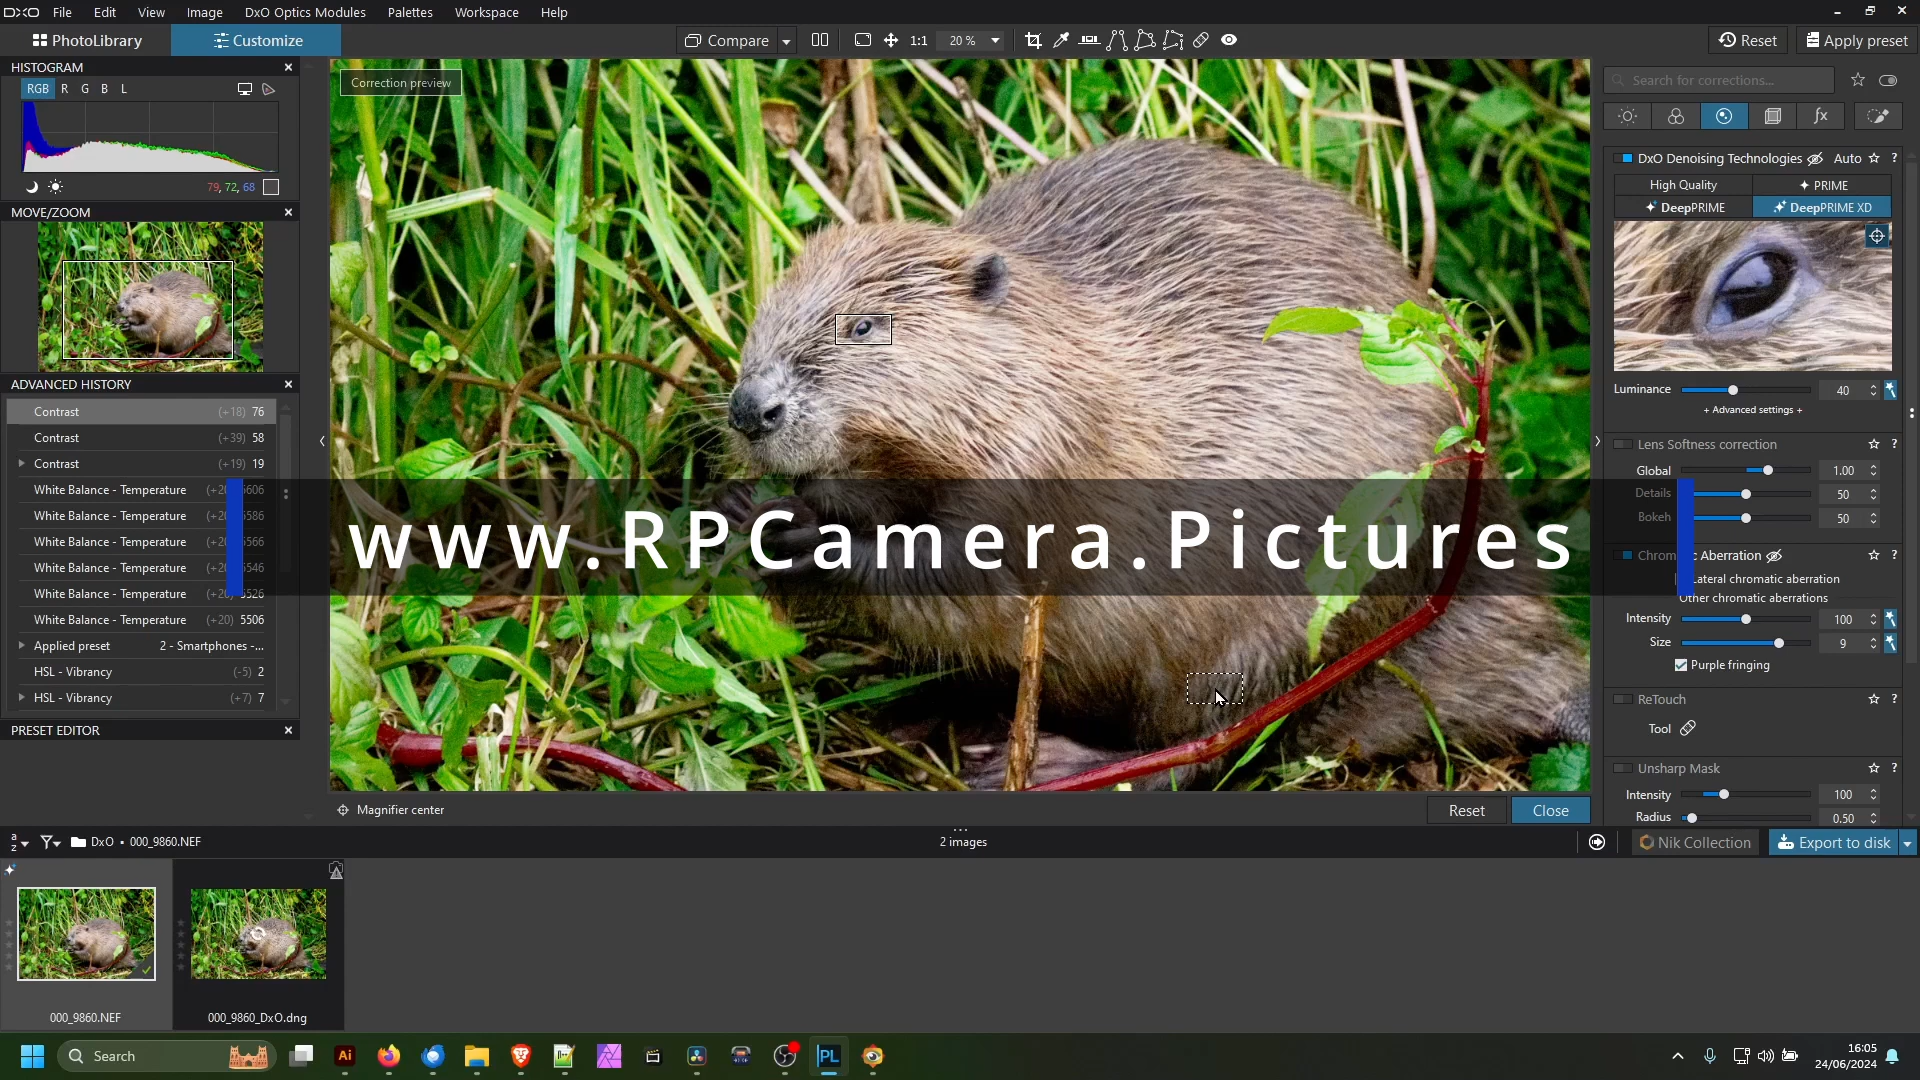 DXO File Edit View Image DxO Optics Modules Palettes Workspace Help
PhotoLibrary Customize Compare 1:1 20 % Reset Apply preset
HISTOGRAM
RGB R G B L
79, 72, 68
MOVE/ZOOM
ADVANCED HISTORY
Contrast (+18) 76
Contrast (+39) 58
Contrast (+19) 19
White Balance - Temperature
White Balance - Temperature
White Balance - Temperature
White Balance - Temperature
White Balance - Temperature
White Balance - Temperature (+20) 5506
Applied preset 2 - Smartphones -...
HSL - Vibrancy (-5) 2
HSL - Vibrancy (+7) 7
PRESET EDITOR
Correction preview
www.RPCamera.Pictures
Magnifier center
Reset Close
Search for corrections...
fx
DxO Denoising Technologies Auto ?
High Quality PRIME
DeepPRIME DeepPRIME XD
Luminance 40
+ Advanced settings +
Lens Softness correction ?
Global 1.00
Details 50
Bokeh 50
Aberration ?
Lateral chromatic aberration
Other chromatic aberrations
Intensity 100
Size 9
Purple fringing
ReTouch ?
Tool
Unsharp Mask ?
Intensity 100
Radius 0.50
a
z
DxO • 000_9860.NEF
2 images
Nik Collection Export to disk
000_9860.NEF 000_9860_DxO.dng
Search
Ai
PL
16:05
24/06/2024